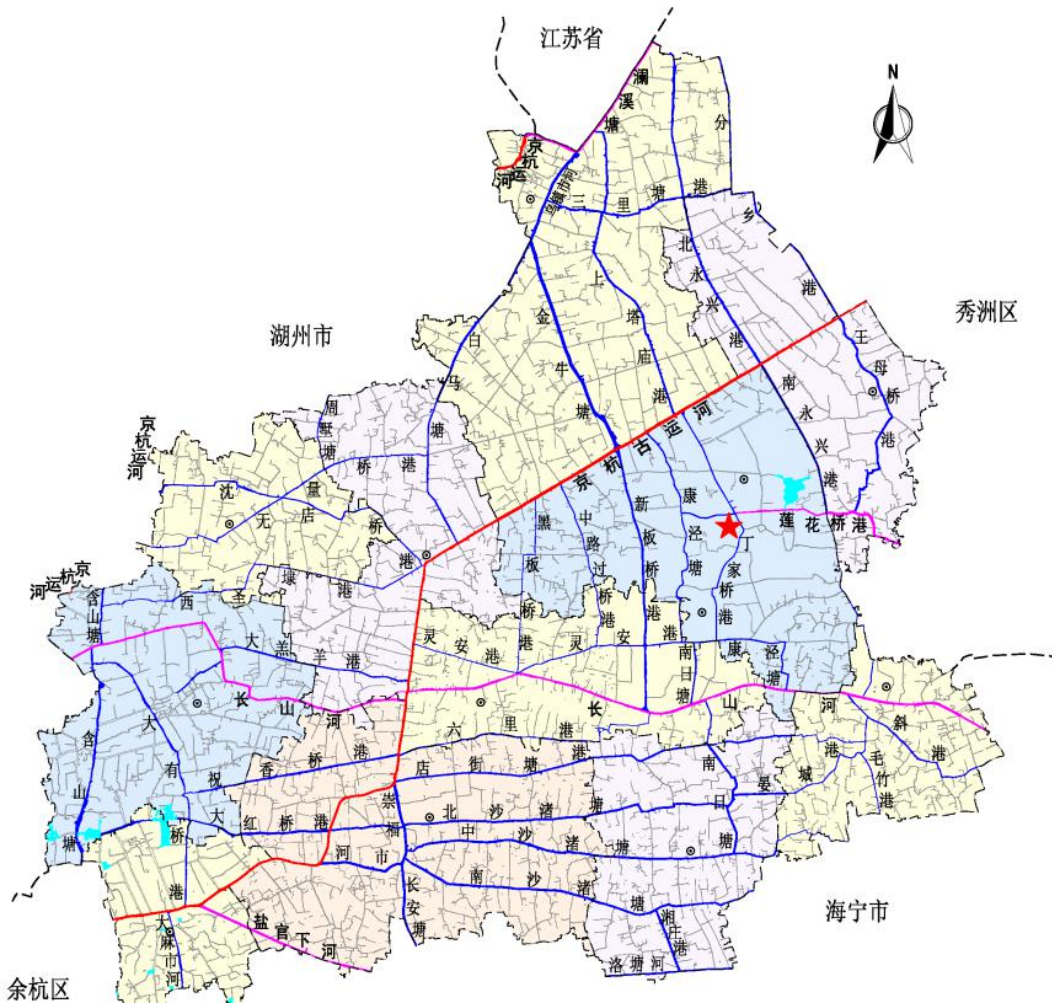 江苏省
澜溪塘
N
分乡港
京杭运河
乌镇市河
三里塘港
北永兴港
秀洲区
上塔庙港
金牛塘
湖州市
白马塘
王母桥港
南永兴港
周墅塘
京杭古运河
京杭运河
量桥港
沈店桥港
无
康泾塘
新板桥港
中路过桥港
黑板桥港
莲花桥港
丁家桥港
京杭运河
含山塘
西圣埭港
大羔羊港
灵安港
灵安港
南日塘
康泾塘
长山河
长山河
六里港
斜港
含山塘
大有桥港
祝大
香桥港
店街塘港
南日塘
晏城港
毛竹港
红桥港
崇福市河
北沙渚塘
中沙渚塘
南沙渚塘
长安塘
盐官下河
湘庄港
洛塘河
海宁市
大麻市河
余杭区